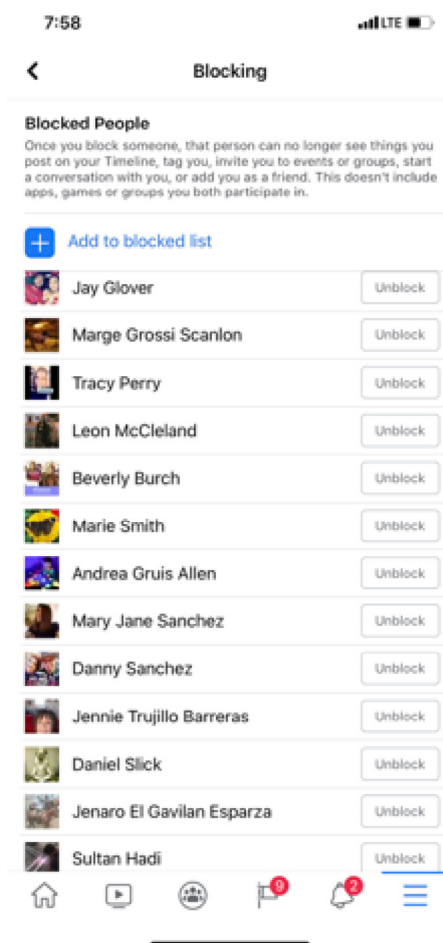 7:58
LTE
Blocking
Blocked People
Once you block someone, that person can no longer see things you
post on your Timeline, tag you, invite you to events or groups, start
a conversation with you, or add you as a friend. This doesn't include
apps, games or groups you both participate in.
Add to blocked list
Jay Glover Unblock
Marge Grossi Scanlon Unblock
Tracy Perry Unblock
Leon McCleland Unblock
Beverly Burch Unblock
Marie Smith Unblock
Andrea Gruis Allen Unblock
Mary Jane Sanchez Unblock
Danny Sanchez Unblock
Jennie Trujillo Barreras Unblock
Daniel Slick Unblock
Jenaro El Gavilan Esparza Unblock
Sultan Hadi Unblock
9 2